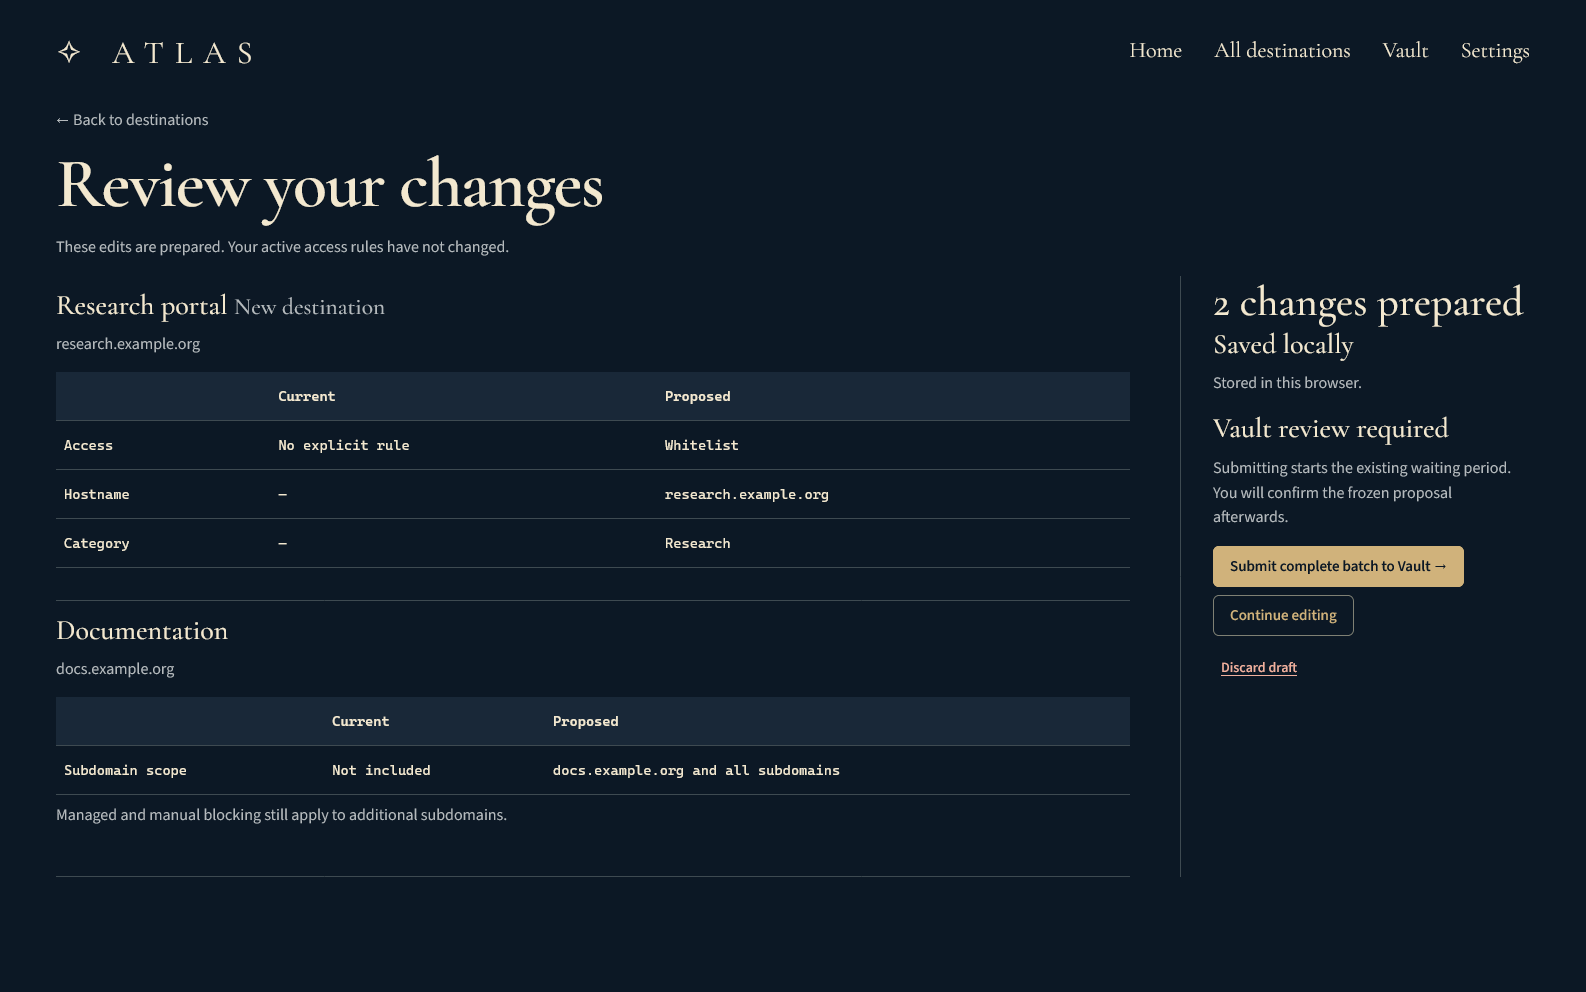 ✧ ATLAS
Home All destinations Vault Settings
← Back to destinations
Review your changes
These edits are prepared. Your active access rules have not changed.
Research portal New destination
research.example.org
Current Proposed
Access No explicit rule Whitelist
Hostname — research.example.org
Category — Research
Documentation
docs.example.org
Current Proposed
Subdomain scope Not included docs.example.org and all subdomains
Managed and manual blocking still apply to additional subdomains.
2 changes prepared
Saved locally
Stored in this browser.
Vault review required
Submitting starts the existing waiting period.
You will confirm the frozen proposal
afterwards.
Submit complete batch to Vault →
Continue editing
Discard draft